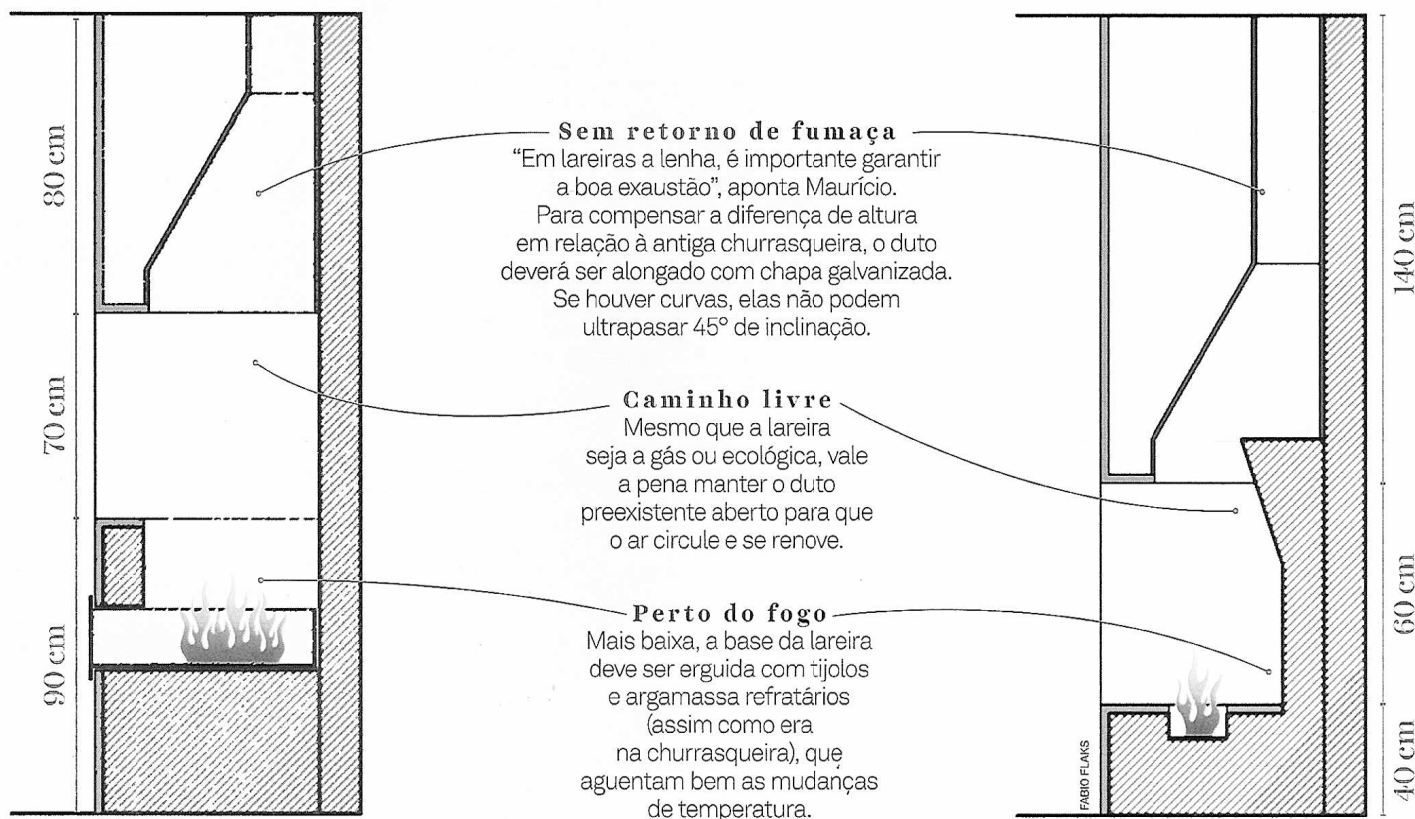 80 cm
70 cm
90 cm
Sem retorno de fumaça
“Em lareiras a lenha, é importante garantir
a boa exaustão”, aponta Maurício.
Para compensar a diferença de altura
em relação à antiga churrasqueira, o duto
deverá ser alongado com chapa galvanizada.
Se houver curvas, elas não podem
ultrapasar 45° de inclinação.
Caminho livre
Mesmo que a lareira
seja a gás ou ecológica, vale
a pena manter o duto
preexistente aberto para que
o ar circule e se renove.
Perto do fogo
Mais baixa, a base da lareira
deve ser erguida com tijolos
e argamassa refratários
(assim como era
na churrasqueira), que
aguentam bem as mudanças
de temperatura.
140 cm
60 cm
40 cm
FABIO FLAKS